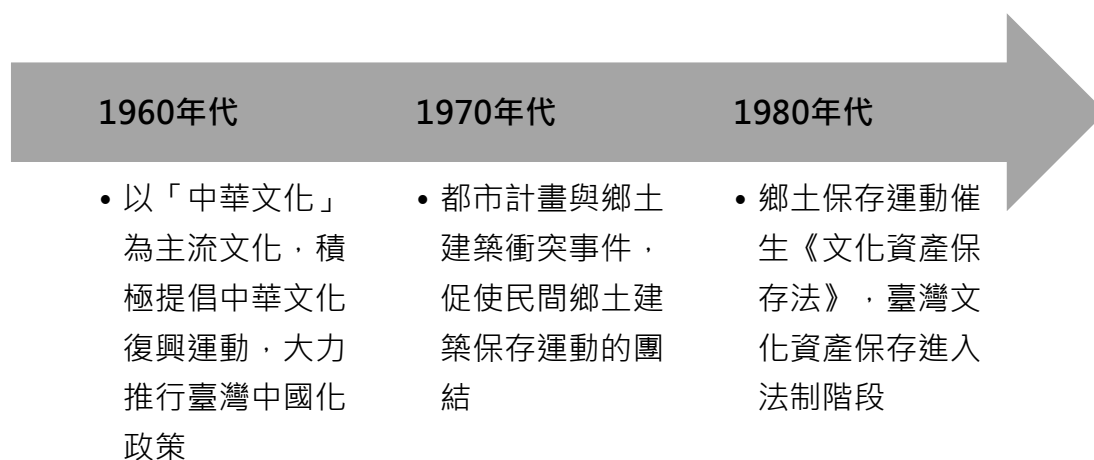 1960年代
1970年代
1980年代
• 以「中華文化」
為主流文化，積
極提倡中華文化
復興運動，大力
推行臺灣中國化
政策
• 都市計畫與鄉土
建築衝突事件，
促使民間鄉土建
築保存運動的團
結
• 鄉土保存運動催
生《文化資產保
存法》，臺灣文
化資產保存進入
法制階段